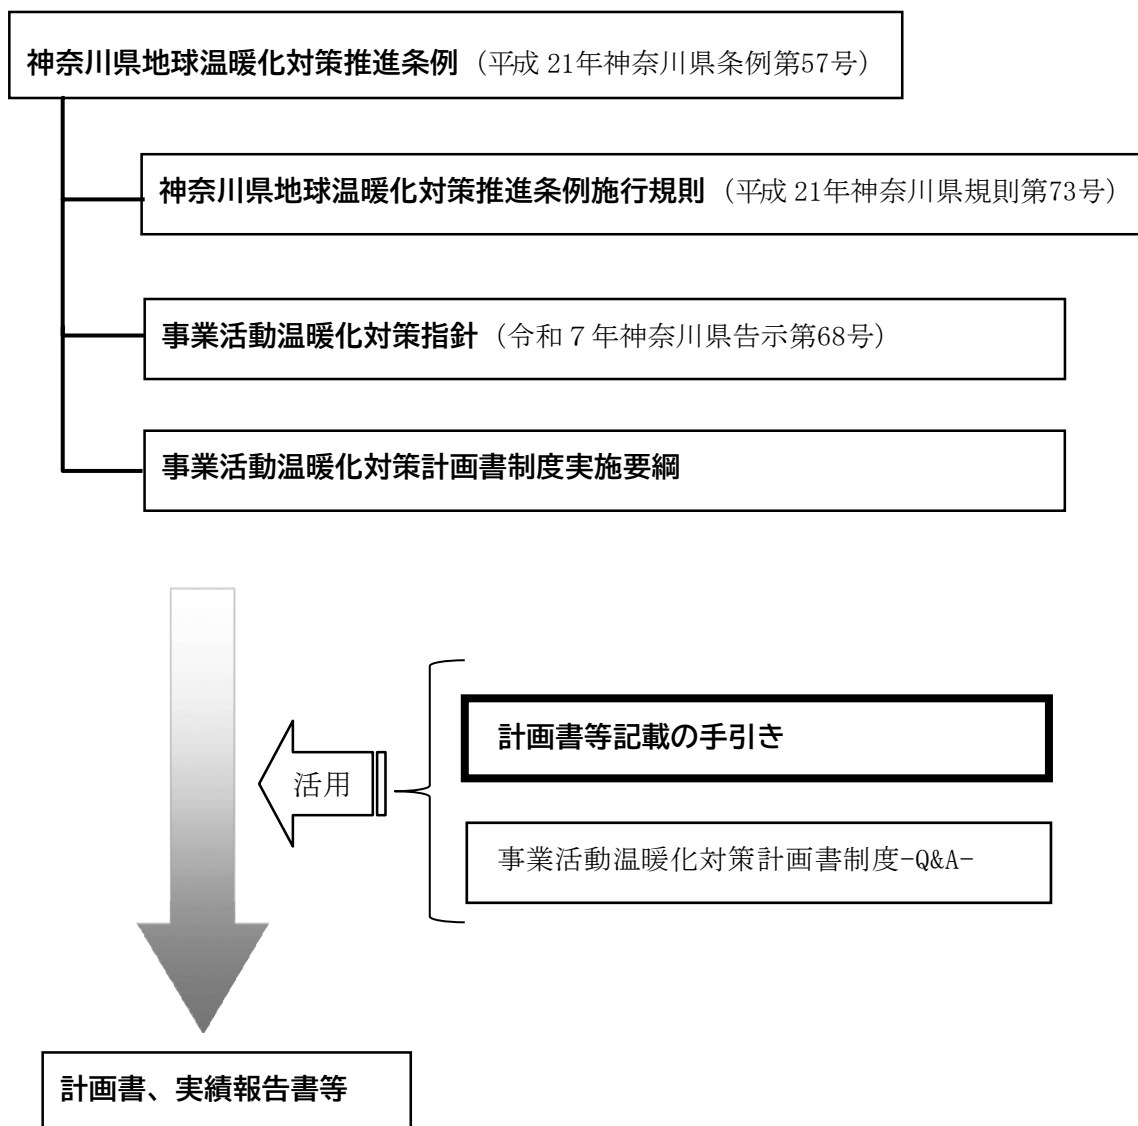 神奈川県地球温暖化対策推進条例（平成 21年神奈川県条例第57号）
神奈川県地球温暖化対策推進条例施行規則（平成 21年神奈川県規則第73号）
事業活動温暖化対策指針（令和７年神奈川県告示第68号）
事業活動温暖化対策計画書制度実施要綱
計画書等記載の手引き
活用
事業活動温暖化対策計画書制度-Q&A-
計画書、実績報告書等